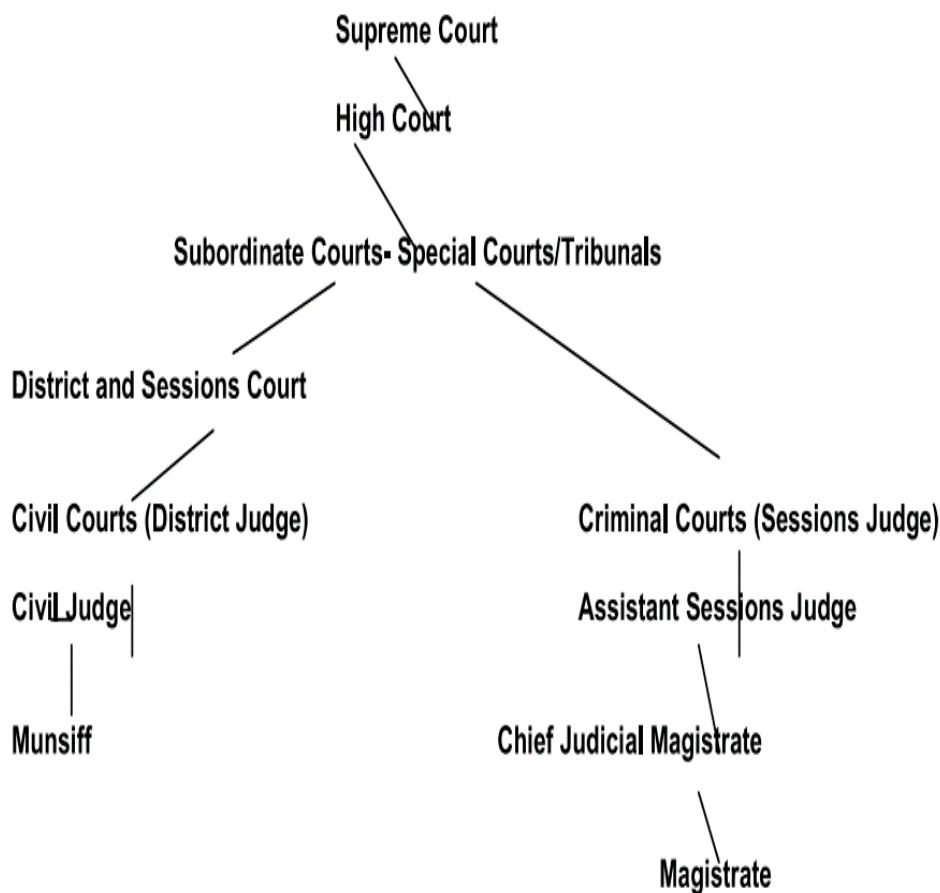 Supreme Court
High Court
Subordinate Courts- Special Courts/Tribunals
District and Sessions Court
Civil Courts (District Judge)
Criminal Courts (Sessions Judge)
Civil Judge
Assistant Sessions Judge
Munsiff
Chief Judicial Magistrate
Magistrate